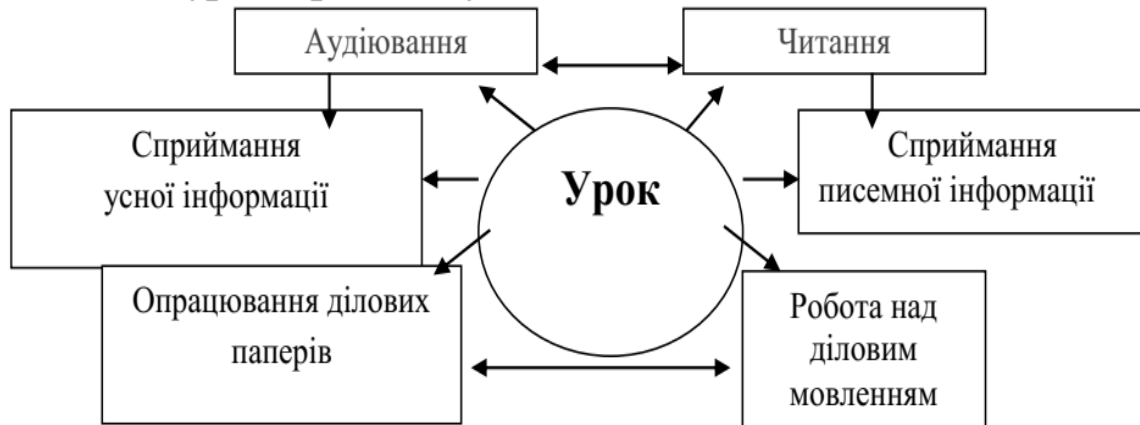 Аудіювання
Читання
Сприймання
усної інформації
Урок
Сприймання
писемної інформації
Опрацювання ділових
паперів
Робота над
діловим
мовленням